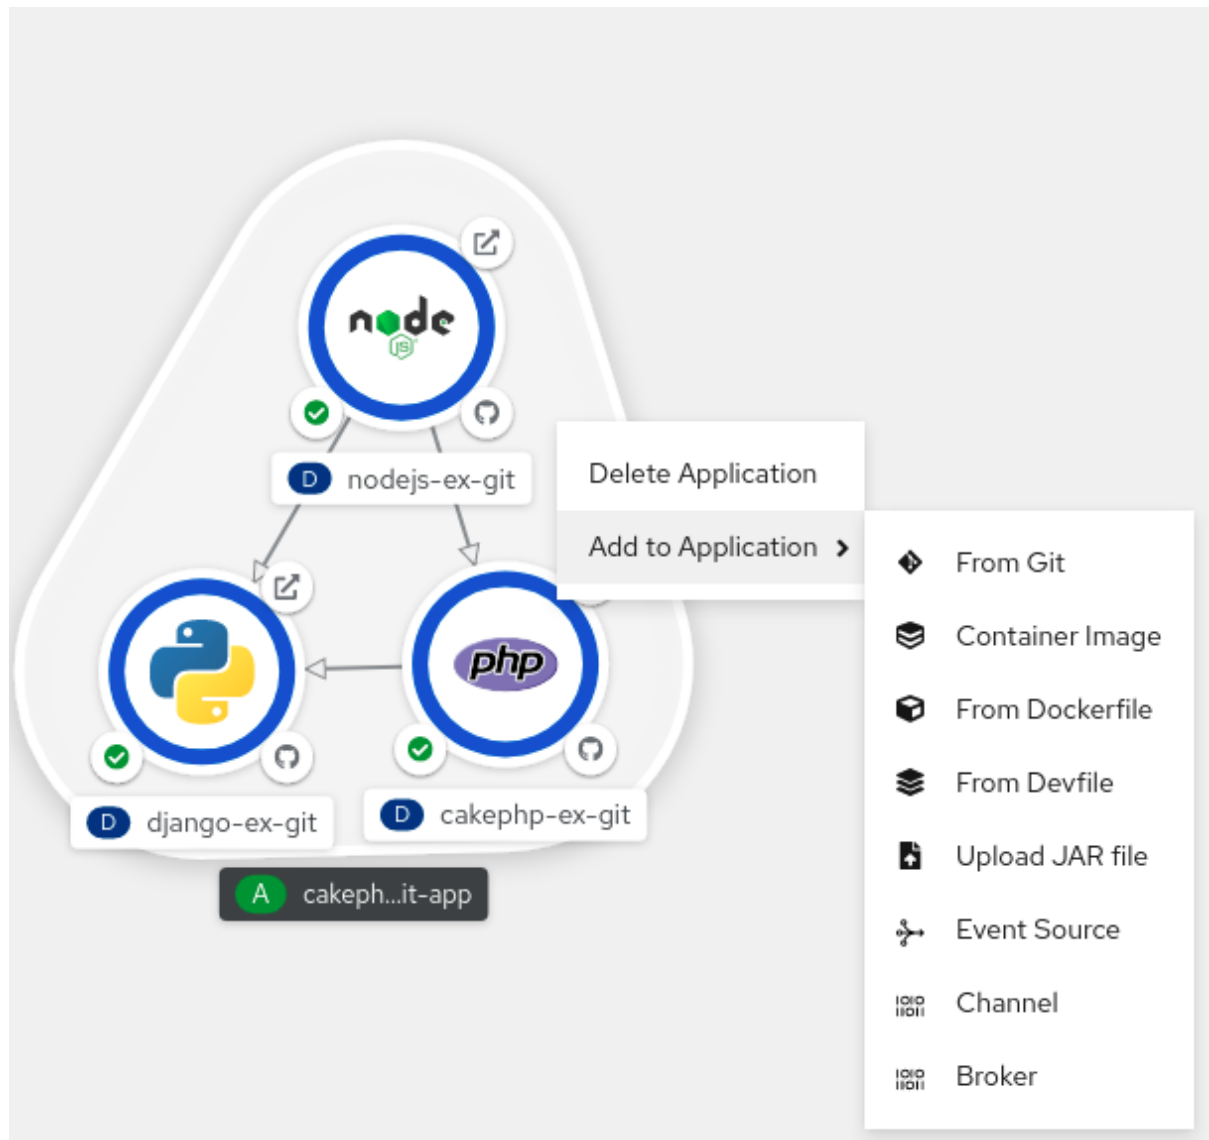 node
JS
D nodejs-ex-git
Delete Application
Add to Application
From Git
Container Image
From Dockerfile
From Devfile
Upload JAR file
Event Source
Channel
Broker
php
D django-ex-git
D cakephp-ex-git
A cakeph...it-app